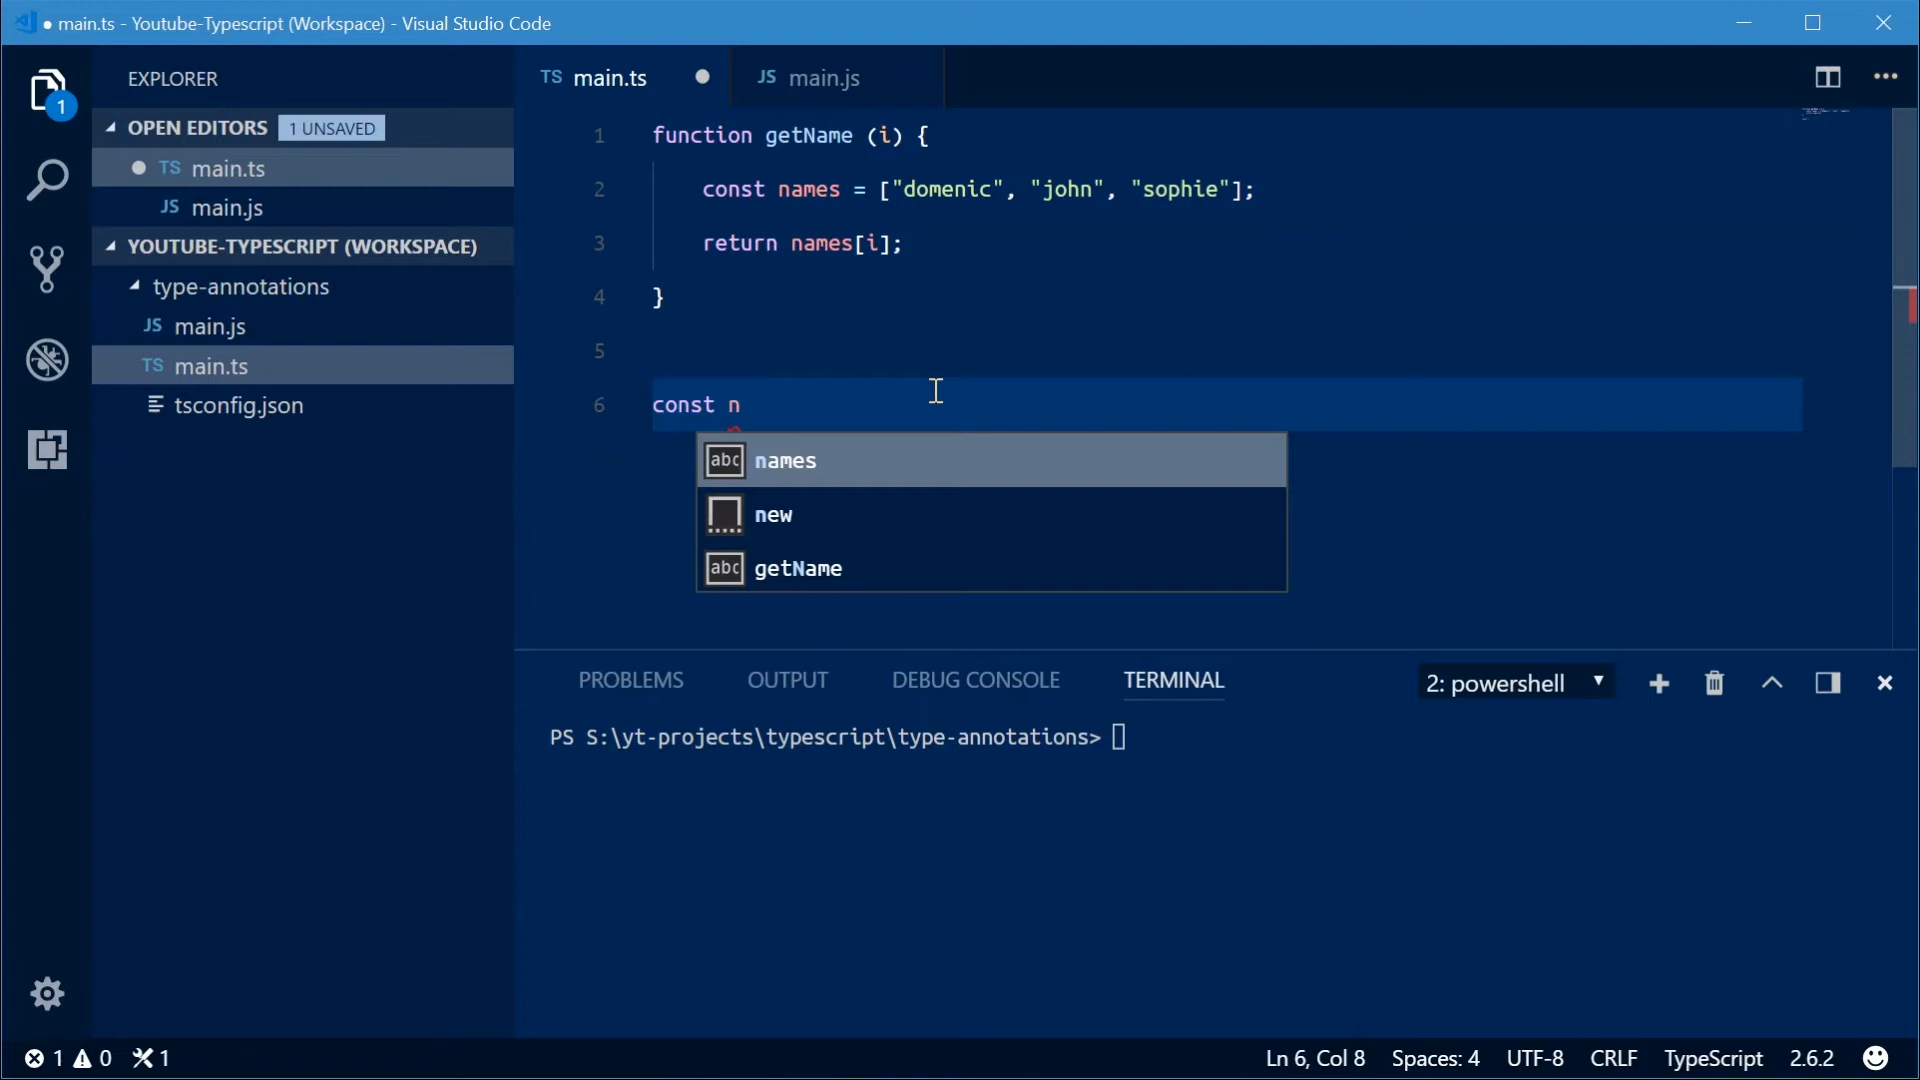 ● main.ts - Youtube-Typescript (Workspace) - Visual Studio Code
1
EXPLORER
OPEN EDITORS 1 UNSAVED
TS main.ts
JS main.js
YOUTUBE-TYPESCRIPT (WORKSPACE)
type-annotations
JS main.js
TS main.ts
tsconfig.json
TS main.ts
JS main.js
1 function getName (i) {
2 const names = ["domenic", "john", "sophie"];
3 return names[i];
4 }
5
6 const n
abc names
new
abc getName
PROBLEMS OUTPUT DEBUG CONSOLE TERMINAL 2: powershell
PS S:\yt-projects\typescript\type-annotations>
1 0 1 Ln 6, Col 8 Spaces: 4 UTF-8 CRLF TypeScript 2.6.2